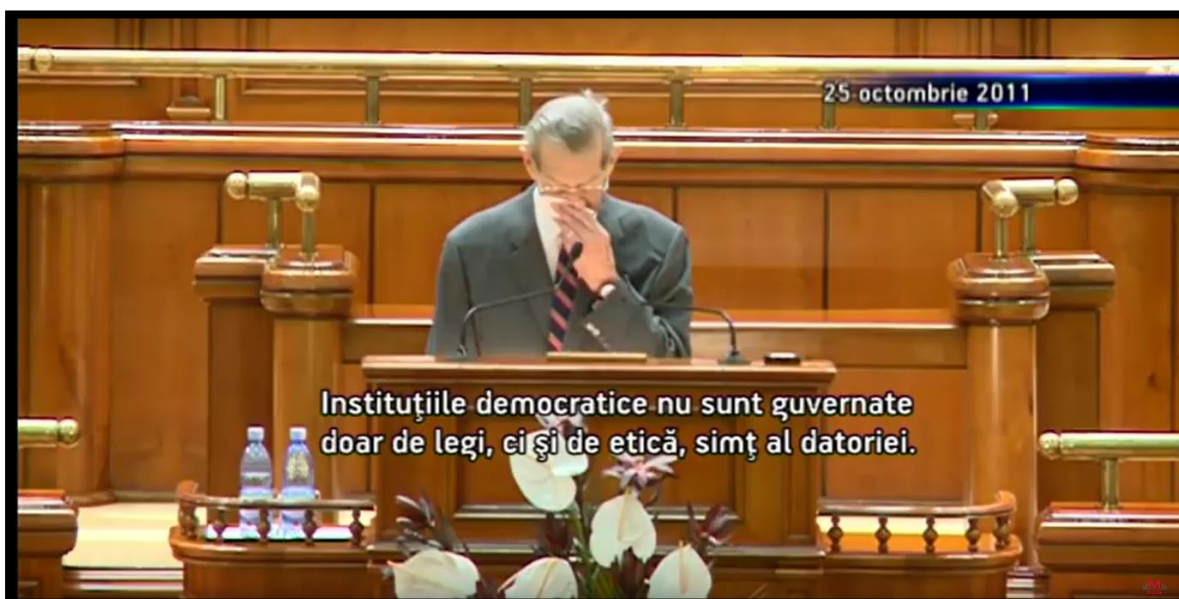 25 octombrie 2011
Instituţiile democratice nu sunt guvernate
doar de legi, ci şi de etică, simţ al datoriei.
M